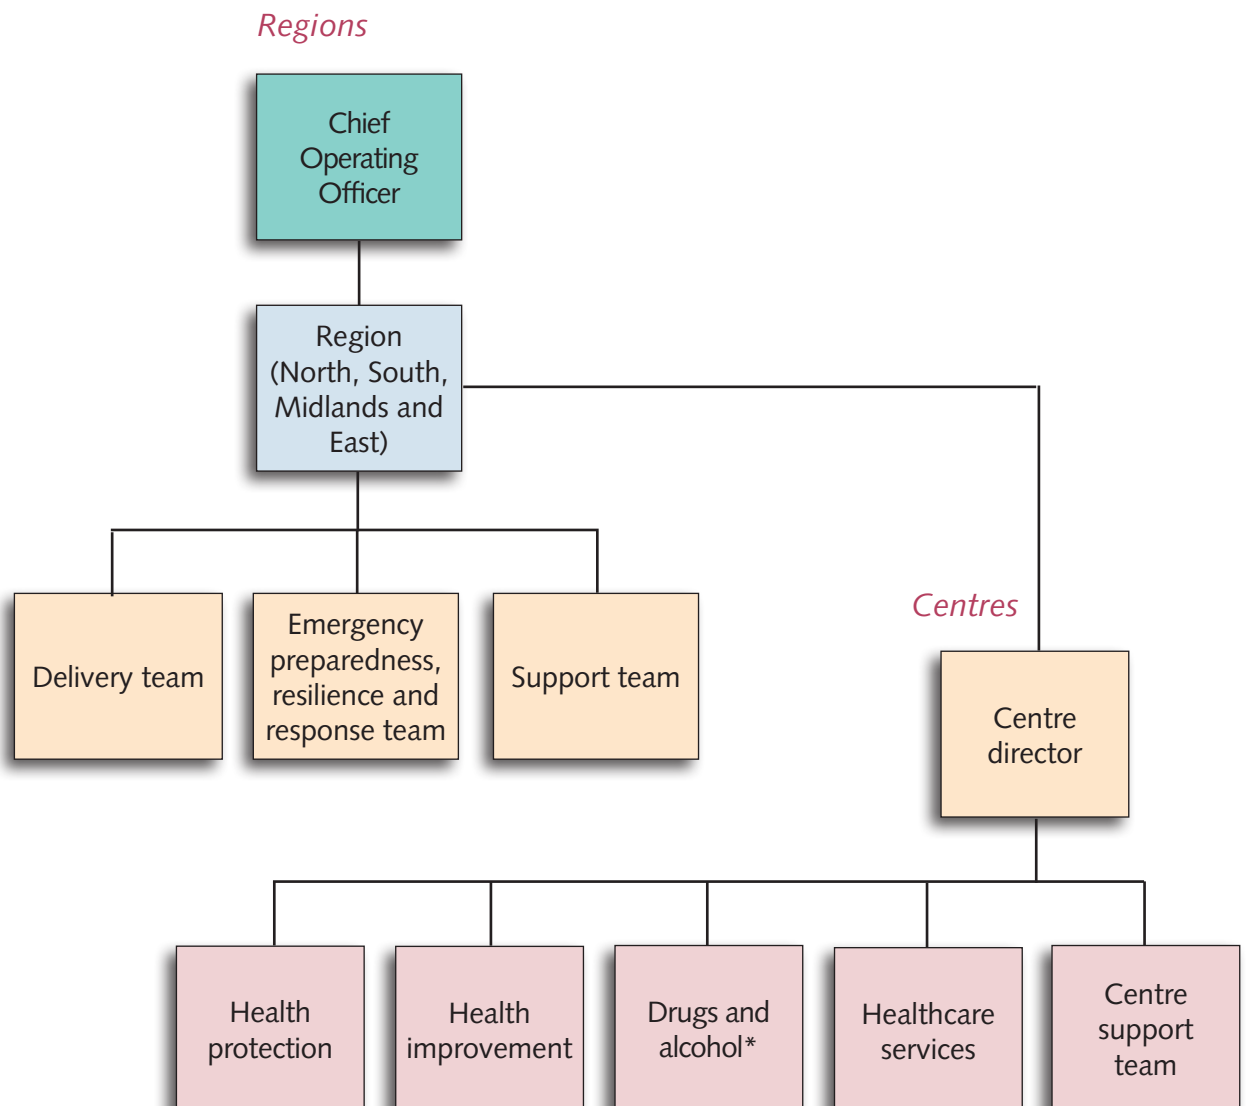 Regions
Chief
Operating
Officer
Region
(North, South,
Midlands and
East)
Delivery team
Emergency
preparedness,
resilience and
response team
Support team
Centres
Centre
director
Health
protection
Health
improvement
Drugs and
alcohol*
Healthcare
services
Centre
support
team